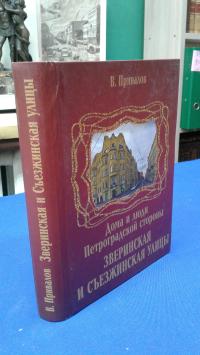 В. Привалов
Дома и люди
Петроградской стороны
ЗВЕРИНСКАЯ
И СЪЕЗЖИНСКАЯ УЛИЦЫ
В. Привалов Зверинская и Съезжинская улицы